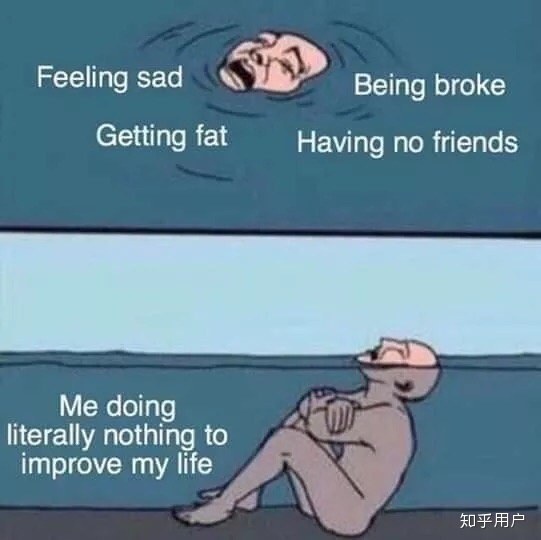 Feeling sad
Being broke
Getting fat
Having no friends
Me doing
literally nothing to
improve my life
知乎用户